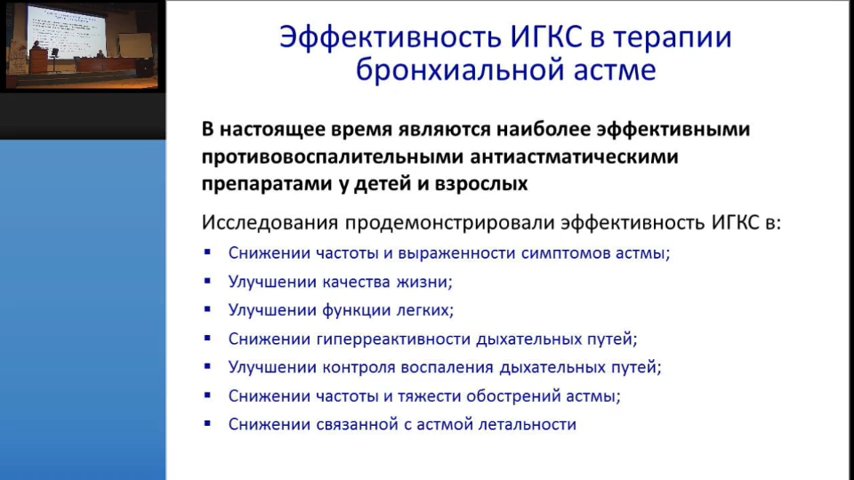 Эффективность ИГКС в терапии
бронхиальной астме
В настоящее время являются наиболее эффективными
противовоспалительными антиастматическими
препаратами у детей и взрослых
Исследования продемонстрировали эффективность ИГКС в:
▪ Снижении частоты и выраженности симптомов астмы;
▪ Улучшении качества жизни;
▪ Улучшении функции легких;
▪ Снижении гиперреактивности дыхательных путей;
▪ Улучшении контроля воспаления дыхательных путей;
▪ Снижении частоты и тяжести обострений астмы;
▪ Снижении связанной с астмой летальности